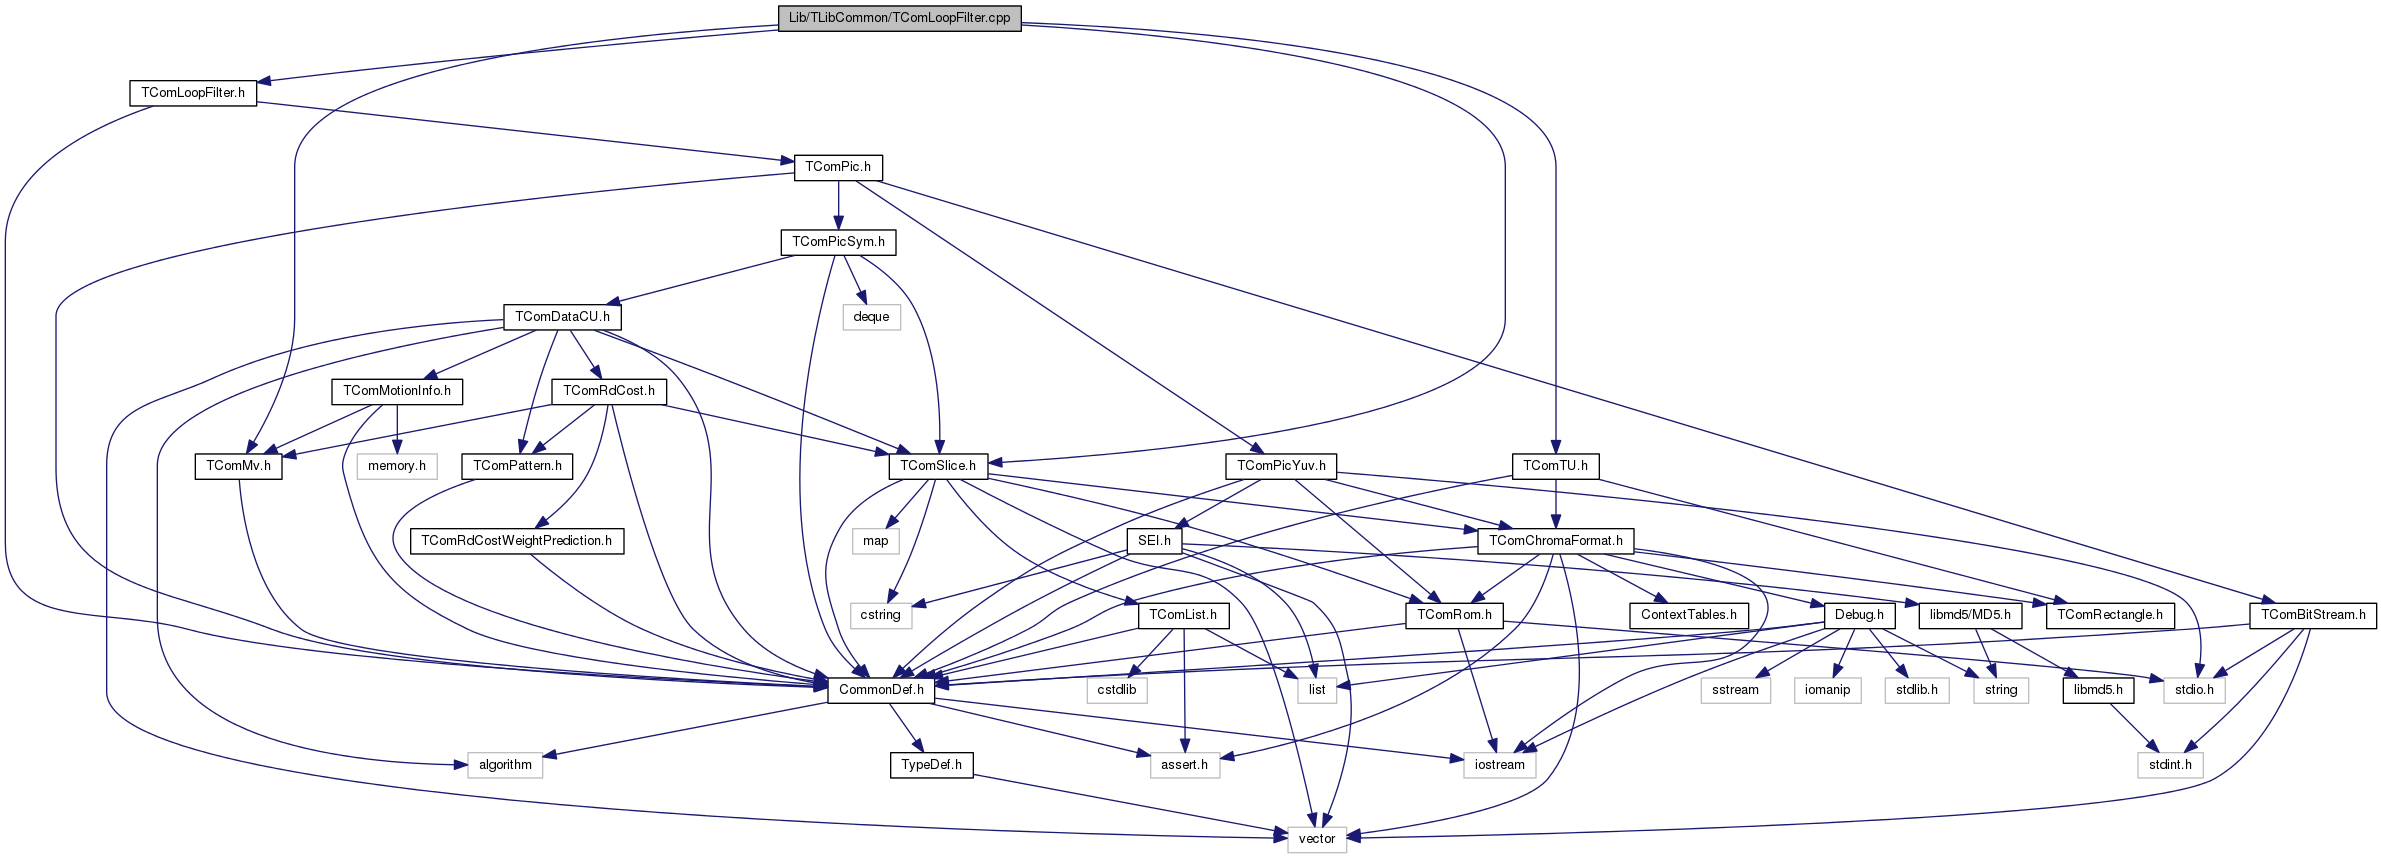 Lib/TLibCommon/TComLoopFilter.cpp
TComLoopFilter.h
TComPic.h
TComPicSym.h
TComDataCU.h
deque
TComMotionInfo.h
TComRdCost.h
TComMv.h
memory.h
TComPattern.h
TComSlice.h
TComPicYuv.h
TComTU.h
TComRdCostWeightPrediction.h
map
SEI.h
TComChromaFormat.h
cstring
TComList.h
TComRom.h
ContextTables.h
Debug.h
libmd5/MD5.h
TComRectangle.h
TComBitStream.h
CommonDef.h
cstdlib
list
sstream
iomanip
stdlib.h
string
libmd5.h
stdio.h
algorithm
TypeDef.h
assert.h
iostream
stdint.h
vector